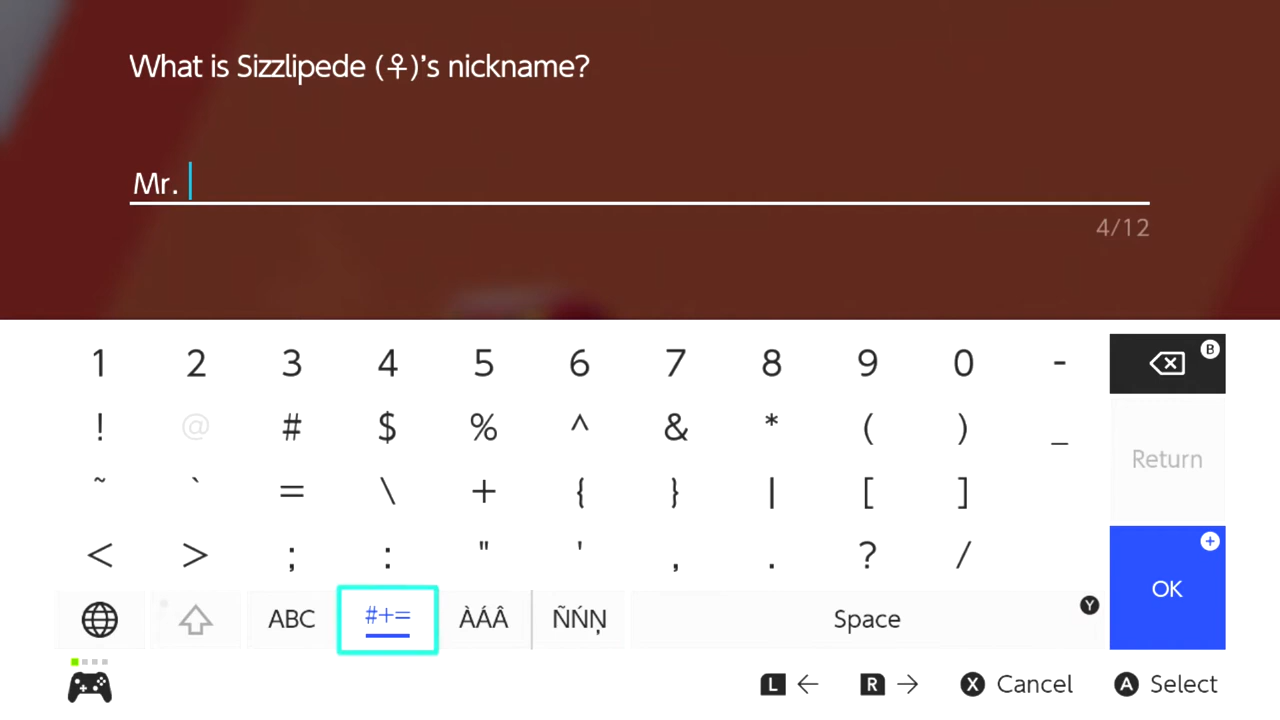 What is Sizzlipede (♀)'s nickname?
Mr.
4/12
1 2 3 4 5 6 7 8 9 0 - B
! @ # $ % ^ & * ( ) _
Return
~ ` = \ + { } | [ ]
< > ; : " ' , . ? /
+
OK
ABC #+= ÀÁÂ ÑŃŅ Space Y
L ← R → X Cancel A Select